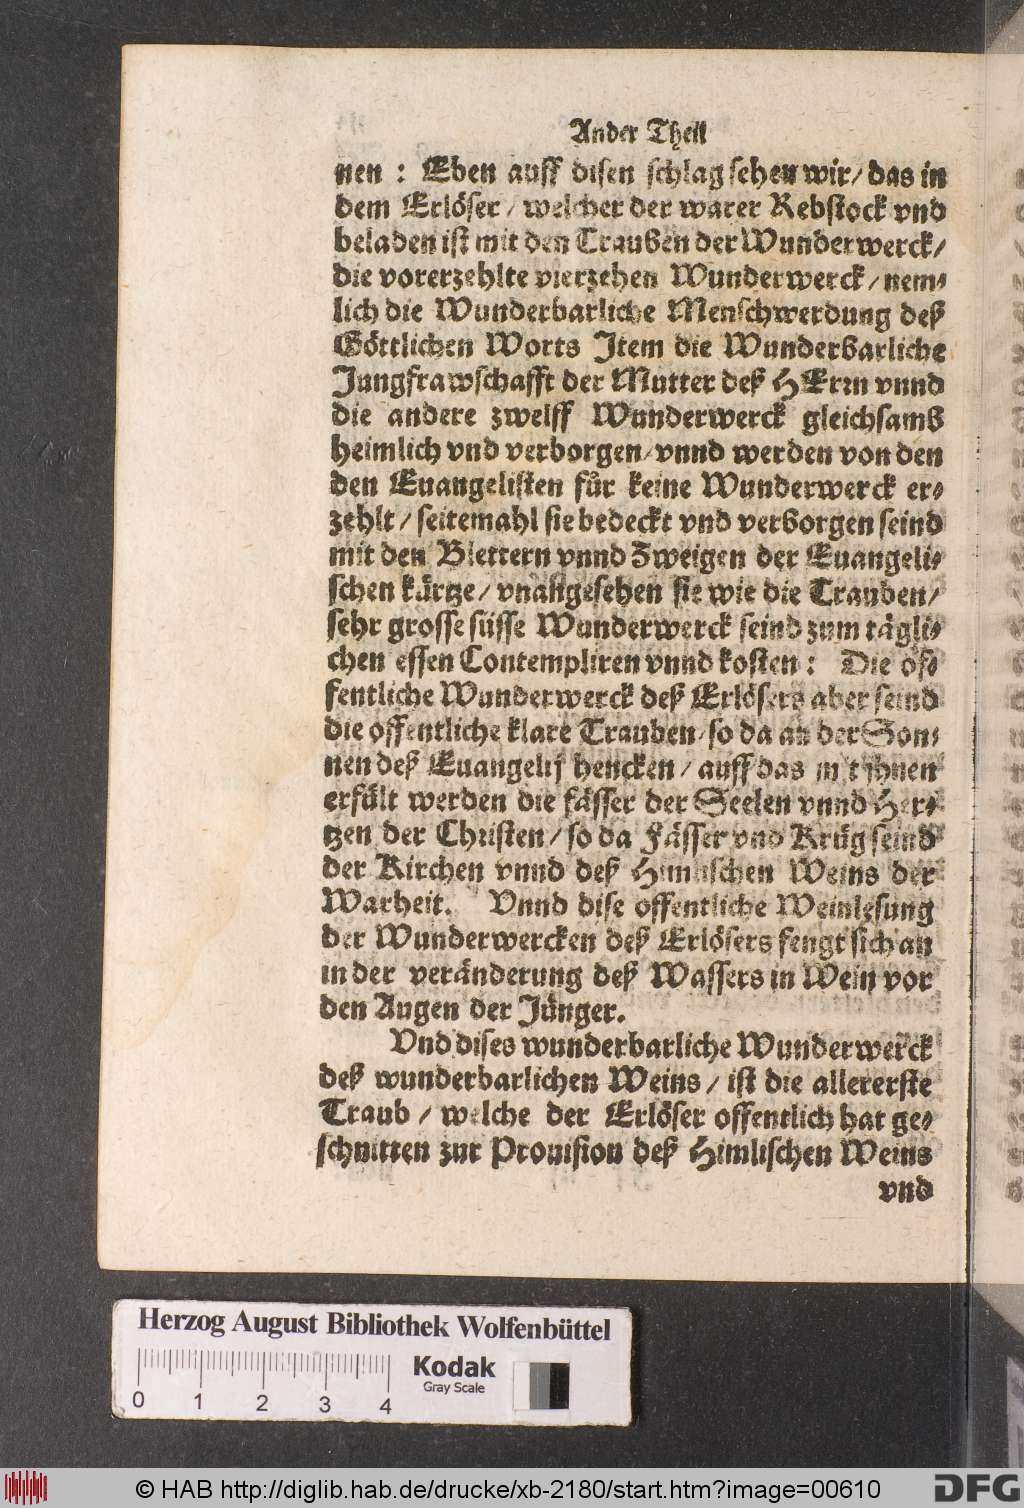 Ander Theil
nen : Eben auff disen schlag sehen wir / das in
dem Erlöser / welcher der warer Rebstock vnd
beladen ist mit den Trauben der Wunderwerck /
die vorerzehlte vierzehen Wunderwerck / nem⸗
lich die Wunderbarliche Menschwerdung deß
Göttlichen Worts Item die Wunderbarliche
Jungfrawschafft der Mutter deß HErrn vnnd
die andere zwelff Wunderwerck gleichsamb
heimlich vnd verborgen / vnnd werden von den
den Euangelisten für keine Wunderwerck er⸗
zehlt / seitemahl sie bedeckt vnd verborgen seind
mit den Blettern vnnd Zweigen der Euangeli⸗
schen kürtze / vnangesehen sie wie die Trauben /
sehr grosse süsse Wunderwerck seind zum tägli⸗
chen essen Contempliren vnnd kosten : Die öf⸗
fentliche Wunderwerck deß Erlösers aber seind
die offentliche klare Trauben / so da an der Son⸗
nen deß Euangelij hencken / auff das mit jhnen
erfült werden die fässer der Seelen vnnd Her⸗
tzen der Christen / so da Fässer vnd Krüg seind
der Kirchen vnnd deß Himlischen Weins der
Warheit. Vnnd dise offentliche Weinlesung
der Wunderwercken deß Erlösers fengt sich an
in der veränderung deß Wassers in Wein vor
den Augen der Jünger.
Vnd dises wunderbarliche Wunderwerck
deß wunderbarlichen Weins / ist die allererste
Traub / welche der Erlöser offentlich hat ge⸗
schnitten zur Prouision deß Himlischen Weins
vnd
Herzog August Bibliothek Wolfenbüttel
Kodak
Gray Scale
0 1 2 3 4
© HAB http://diglib.hab.de/drucke/xb-2180/start.htm?image=00610
DFG